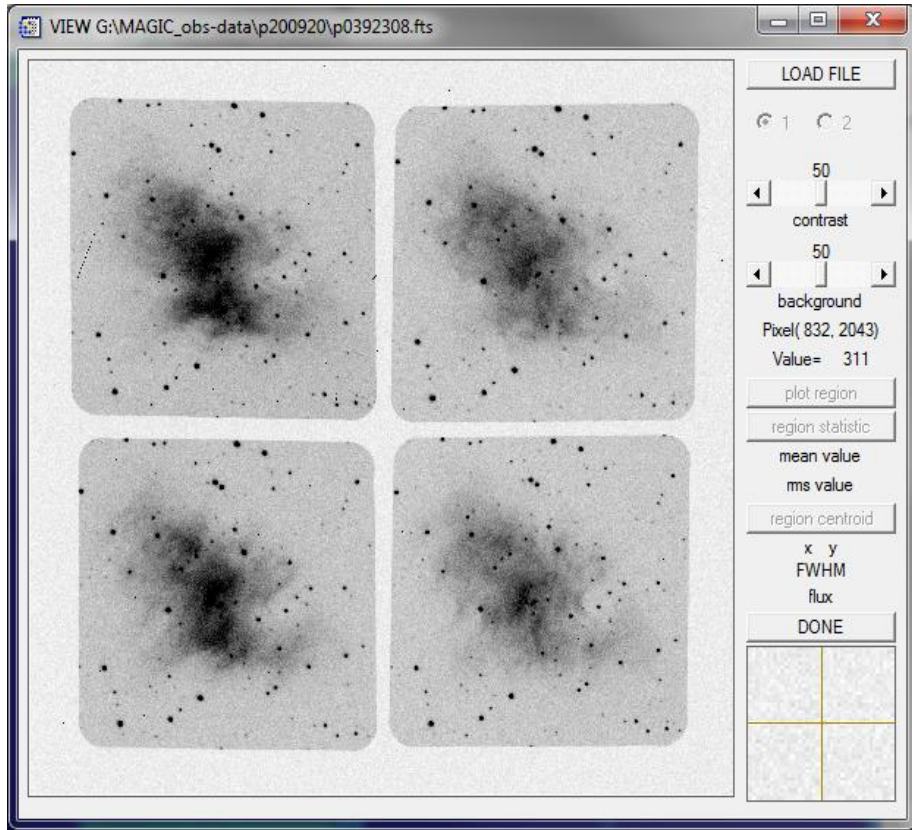 VIEW G:\MAGIC_obs-data\p200920\p0392308.fts
LOAD FILE
1 2
50
contrast
50
background
Pixel( 832, 2043)
Value= 311
plot region
region statistic
mean value
rms value
region centroid
x y
FWHM
flux
DONE